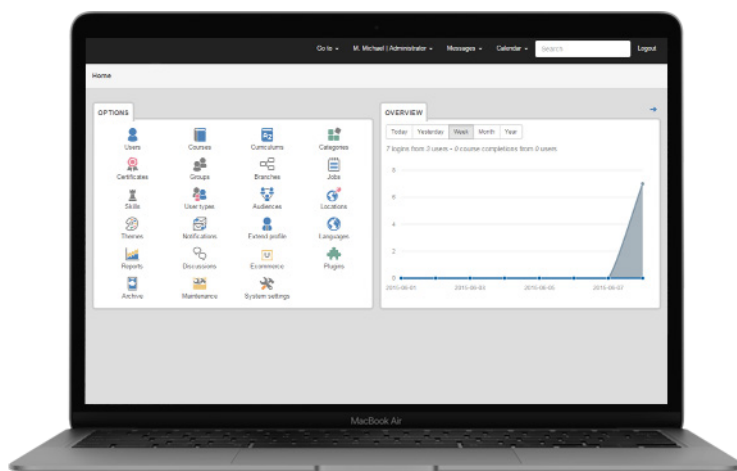 Go to M. Michael | Administrator Messages Calendar Search Logout
Home
OPTIONS
Users Courses Curriculums Categories
Certificates Groups Branches Jobs
Skills User types Audiences Locations
Themes Notifications Extend profile Languages
Reports Discussions Ecommerce Plugins
Archive Maintenance System settings
OVERVIEW
Today Yesterday Week Month Year
7 logins from 3 users - 0 course completions from 0 users
8
6
4
2
0
2015-06-01 2015-06-03 2015-06-05 2015-06-07
MacBook Air